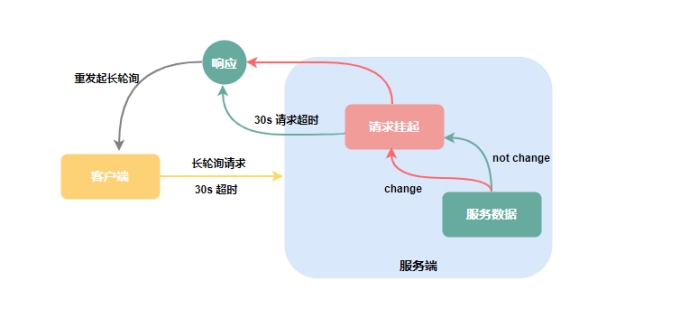 响应
重发起长轮询
30s 请求超时
请求挂起
not change
长轮询请求
客户端
30s 超时
change
服务数据
服务端